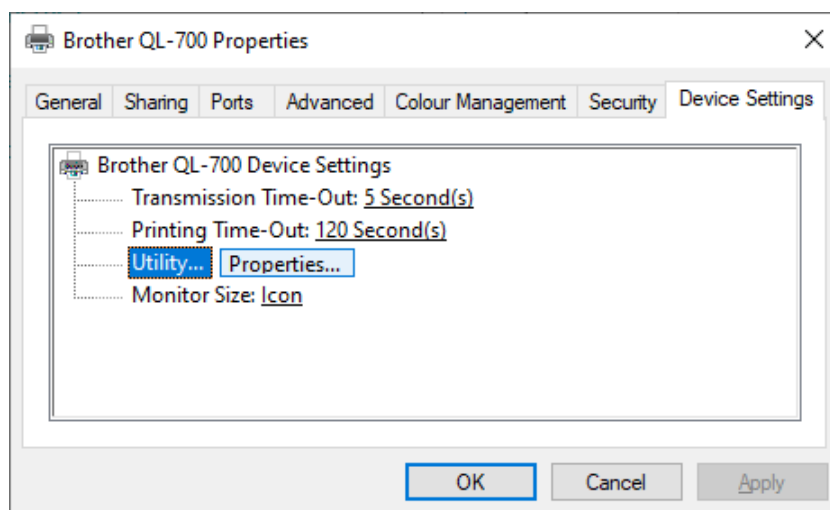 Brother QL-700 Properties
General Sharing Ports Advanced Colour Management Security Device Settings
Brother QL-700 Device Settings
Transmission Time-Out: 5 Second(s)
Printing Time-Out: 120 Second(s)
Utility... Properties...
Monitor Size: Icon
OK Cancel Apply